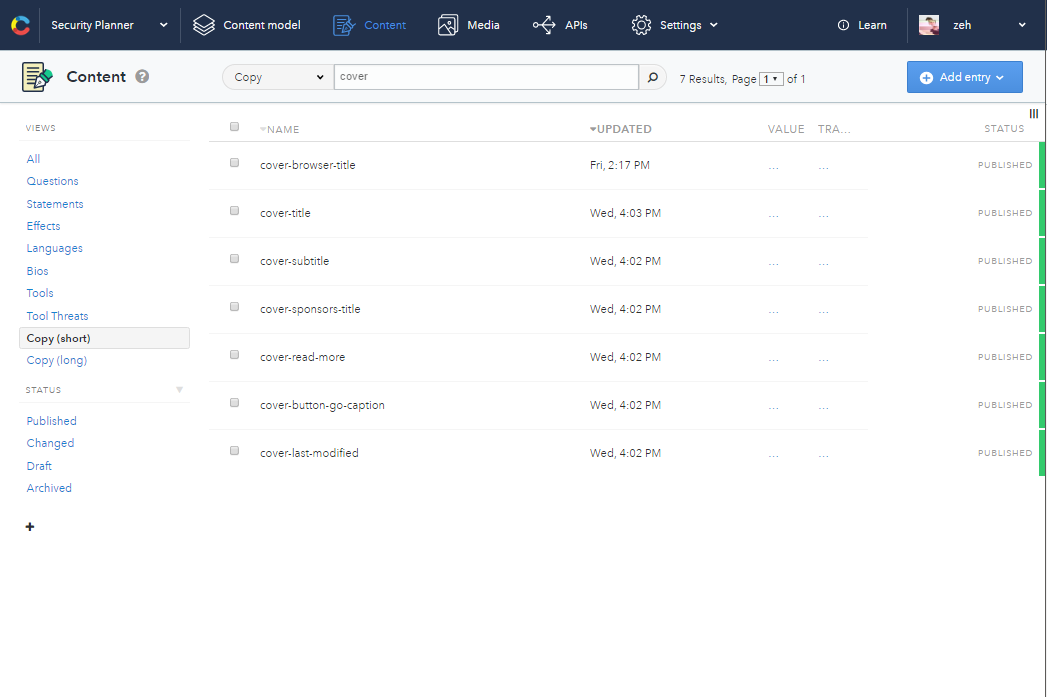 Security Planner Content model Content Media APIs Settings Learn zeh
Content ? Copy cover 7 Results, Page 1 of 1 Add entry
VIEWS
NAME UPDATED VALUE TRA... STATUS
All
Questions
Statements
Effects
Languages
Bios
Tools
Tool Threats
Copy (short)
Copy (long)
STATUS
Published
Changed
Draft
Archived
+
cover-browser-title Fri, 2:17 PM ... ... PUBLISHED
cover-title Wed, 4:03 PM ... ... PUBLISHED
cover-subtitle Wed, 4:02 PM ... ... PUBLISHED
cover-sponsors-title Wed, 4:02 PM ... ... PUBLISHED
cover-read-more Wed, 4:02 PM ... ... PUBLISHED
cover-button-go-caption Wed, 4:02 PM ... ... PUBLISHED
cover-last-modified Wed, 4:02 PM ... ... PUBLISHED